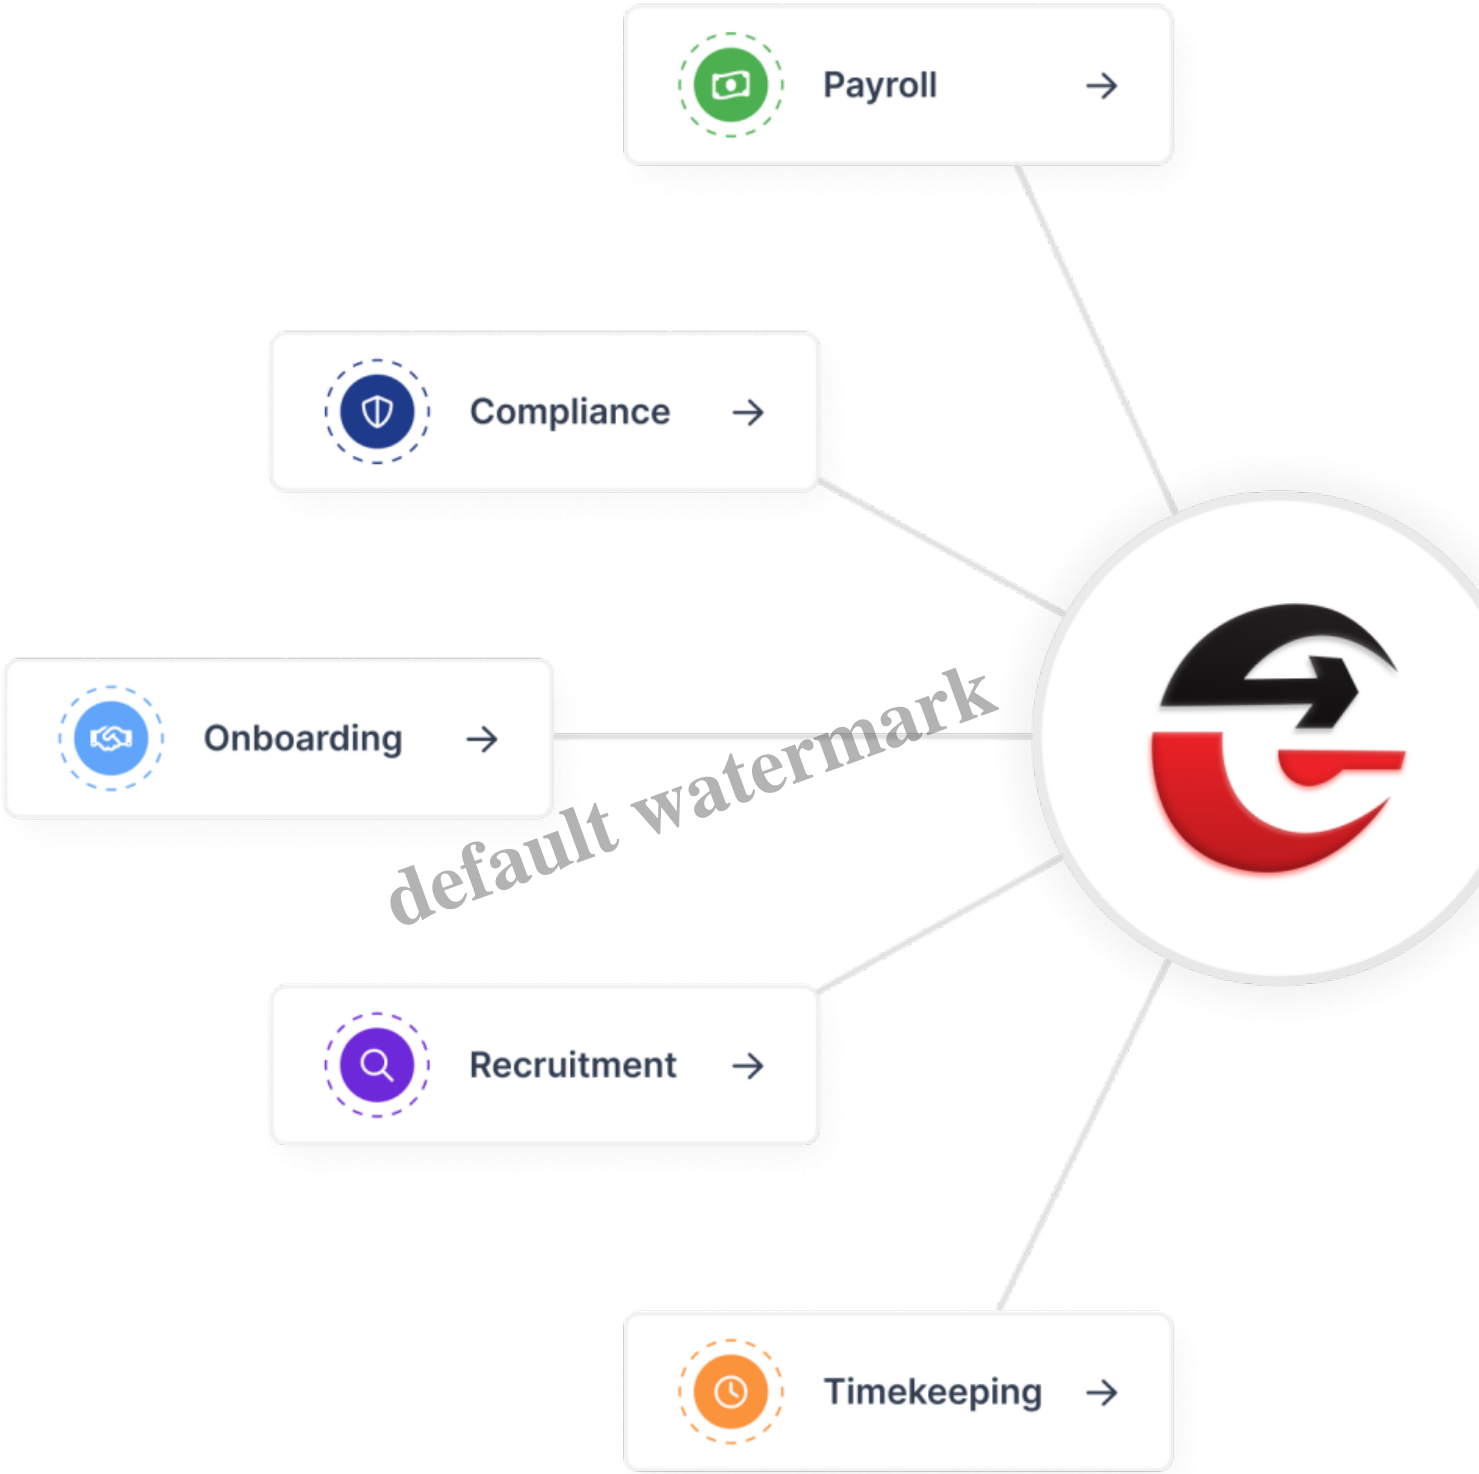 Payroll
Compliance
Onboarding
default watermark
Recruitment
Timekeeping